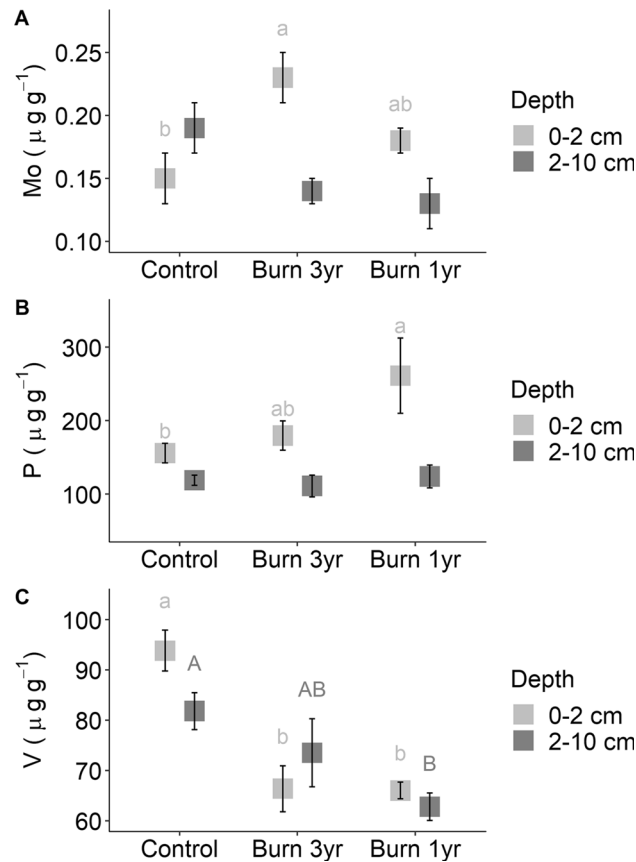 A
Mo ( μ g g⁻¹)
0.25
0.20
0.15
0.10
a
ab
b
Control Burn 3yr Burn 1yr
Depth
0-2 cm
2-10 cm
B
P ( μ g g⁻¹)
300
200
100
a
ab
b
Control Burn 3yr Burn 1yr
Depth
0-2 cm
2-10 cm
C
V ( μ g g⁻¹)
100
90
80
70
60
a
A
AB
b
b
B
Control Burn 3yr Burn 1yr
Depth
0-2 cm
2-10 cm